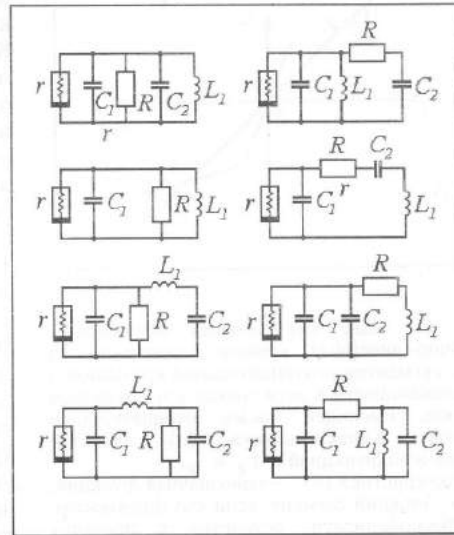 R
r C₁ R C₂ L₁ r C₁ L₁ C₂
r
R C₂
r C₁ R L₁ r C₁ r L₁
L₁ R
r C₁ R C₂ r C₁ C₂ L₁
L₁ R
r C₁ R C₂ r C₁ L₁ C₂